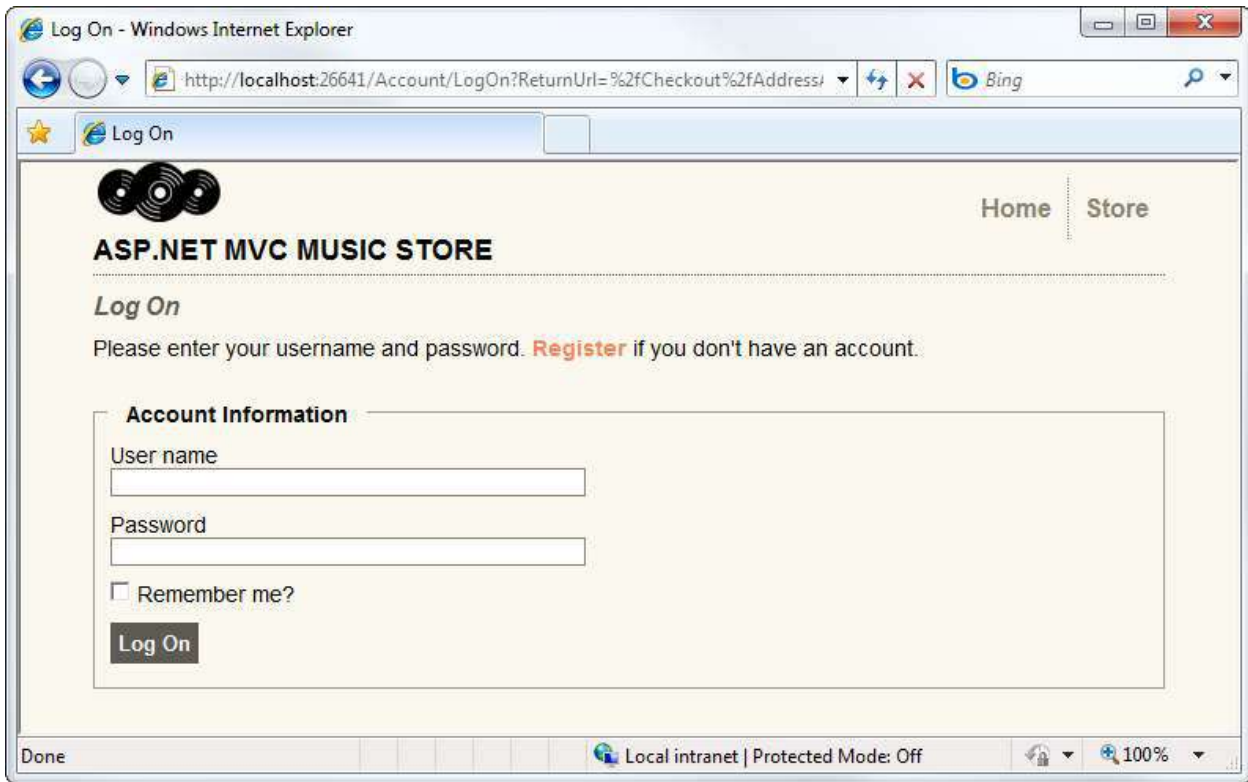 Log On - Windows Internet Explorer
http://localhost:26641/Account/LogOn?ReturnUrl=%2fCheckout%2fAddress
Bing
Log On
Home
Store
ASP.NET MVC MUSIC STORE
Log On
Please enter your username and password. Register if you don't have an account.
Account Information
User name
Password
Remember me?
Log On
Done
Local intranet | Protected Mode: Off
100%